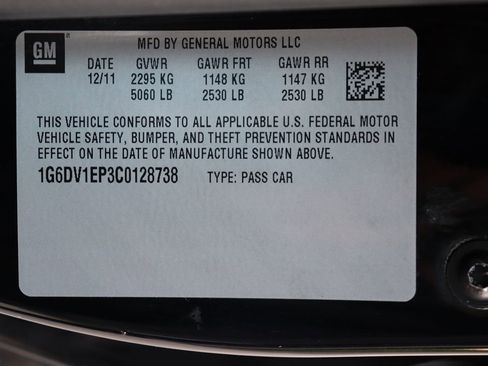 GM
MFD BY GENERAL MOTORS LLC
DATE GVWR GAWR FRT GAWR RR
12/11 2295 KG 1148 KG 1147 KG
5060 LB 2530 LB 2530 LB
THIS VEHICLE CONFORMS TO ALL APPLICABLE U.S. FEDERAL MOTOR
VEHICLE SAFETY, BUMPER, AND THEFT PREVENTION STANDARDS IN
EFFECT ON THE DATE OF MANUFACTURE SHOWN ABOVE.
1G6DV1EP3C0128738 TYPE: PASS CAR